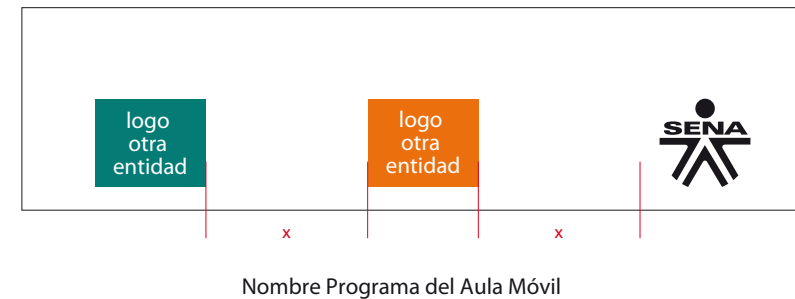 logo
otra
entidad
logo
otra
entidad
SENA
x
x
Nombre Programa del Aula Móvil